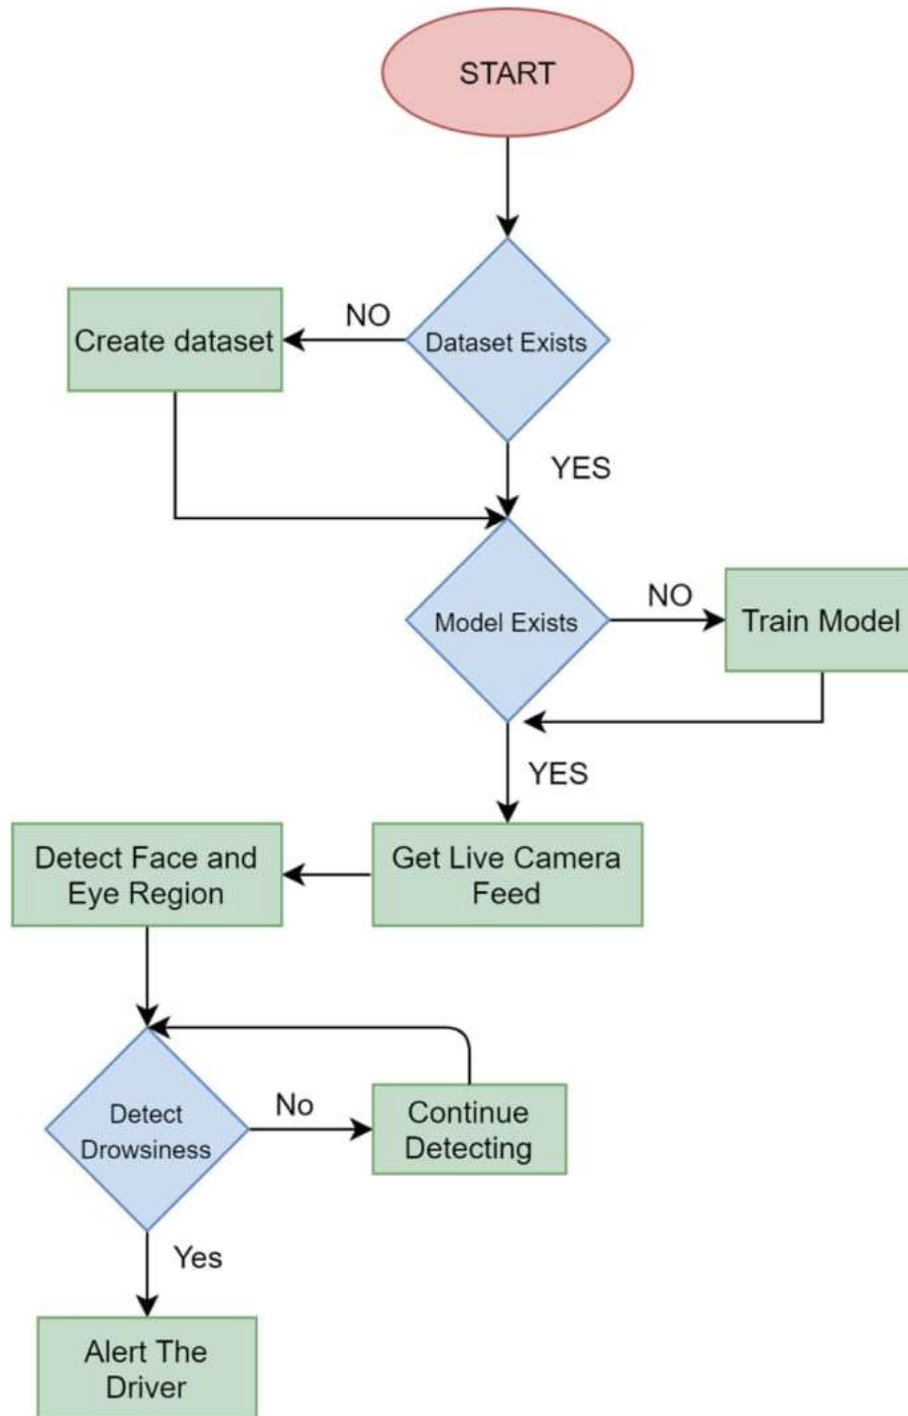 START
NO
Create dataset
Dataset Exists
YES
NO
Model Exists
Train Model
YES
Detect Face and
Eye Region
Get Live Camera
Feed
Detect
Drowsiness
No
Continue
Detecting
Yes
Alert The
Driver